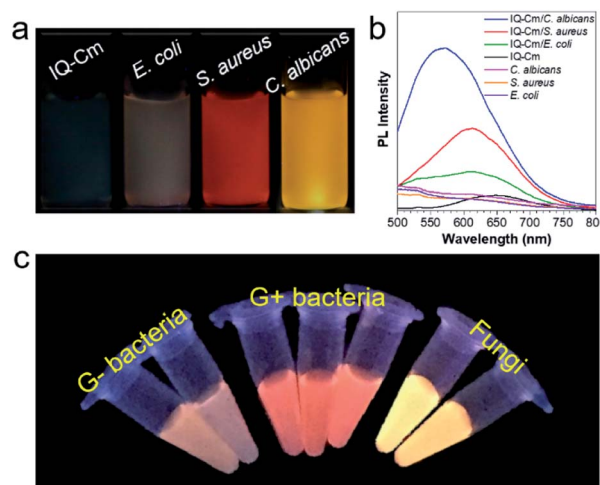 a
IQ-Cm
E. coli
S. aureus
C. albicans
b
PL Intensity
IQ-Cm/C. albicans
IQ-Cm/S. aureus
IQ-Cm/E. coli
IQ-Cm
C. albicans
S. aureus
E. coli
500 550 600 650 700 750 80
Wavelength (nm)
c
G- bacteria
G+ bacteria
Fungi